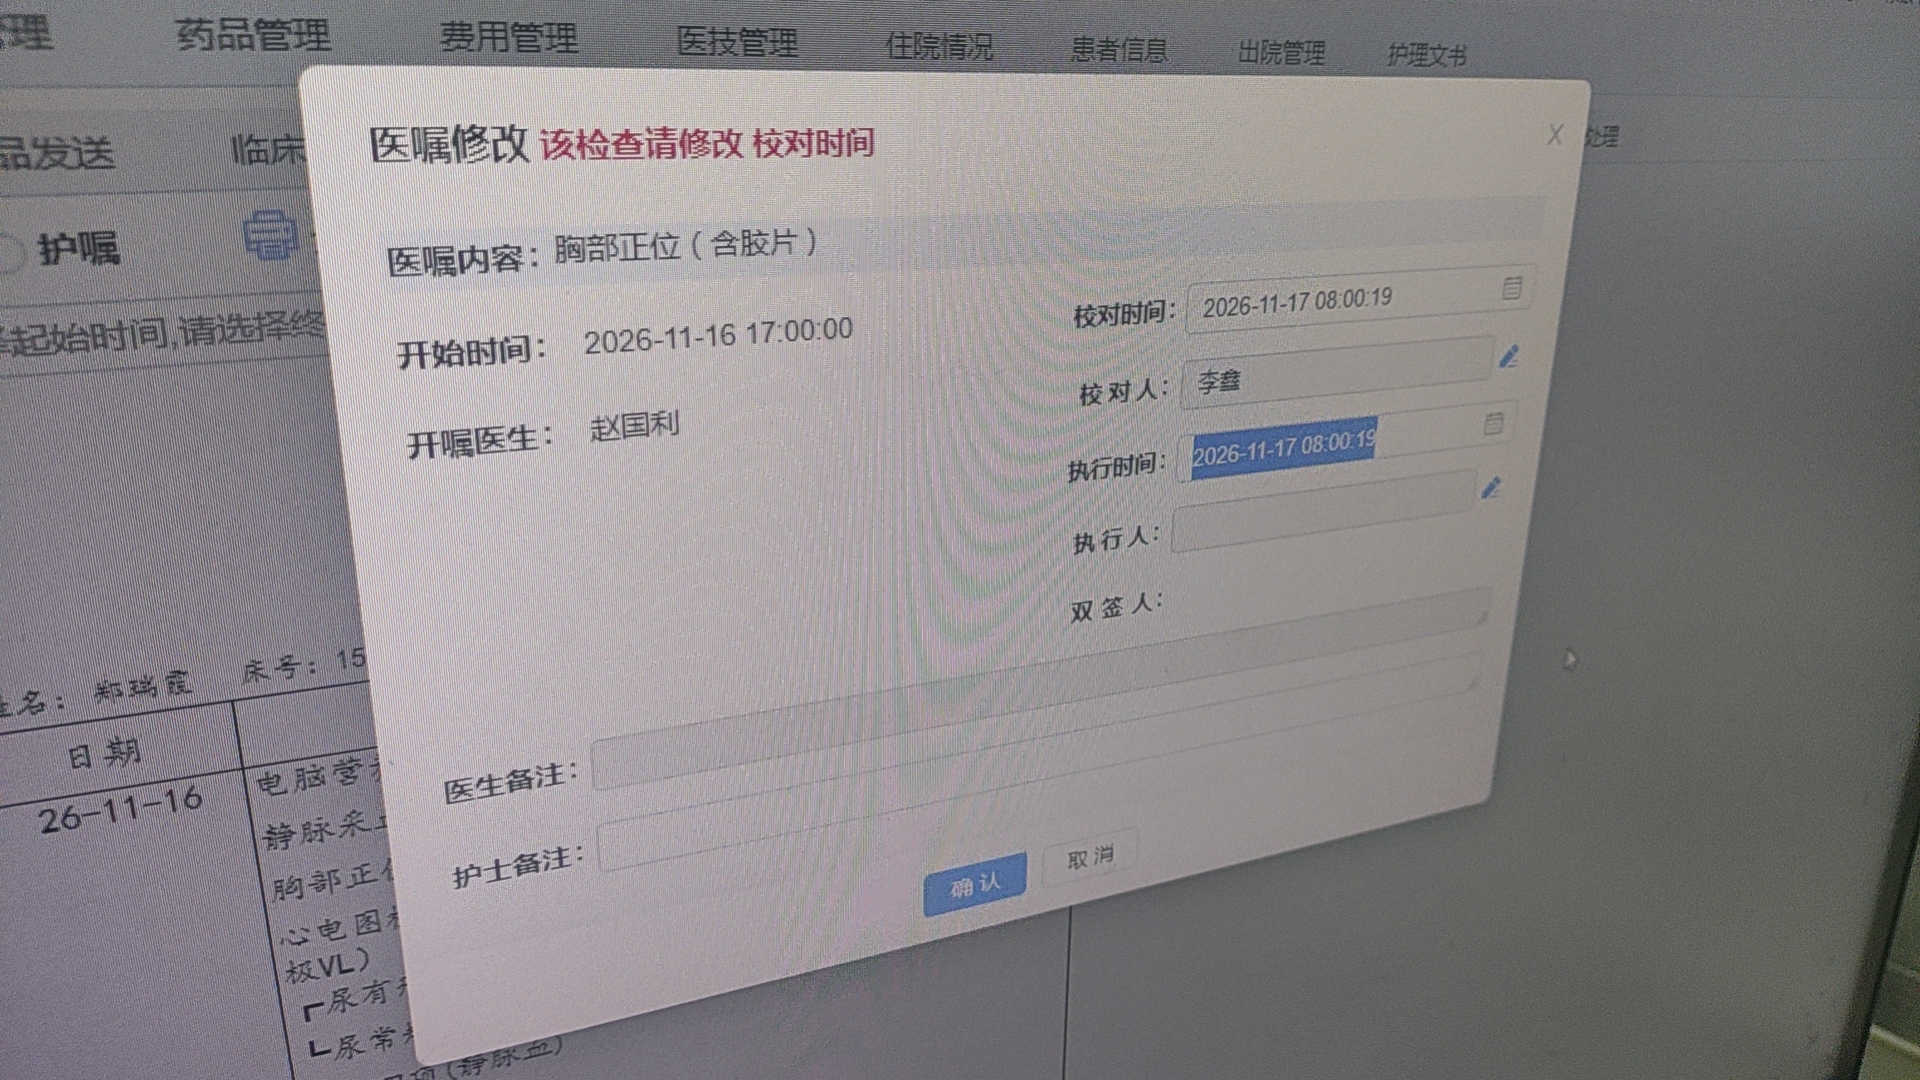 理 药品管理 费用管理 医技管理 住院情况 患者信息 出院管理 护理文书
品发送 临床 处理
护嘱
起始时间,请选择终
医嘱修改 该检查请修改 校对时间
X
医嘱内容： 胸部正位（含胶片）
开始时间： 2026-11-16 17:00:00
开嘱医生： 赵国利
校对时间： 2026-11-17 08:00:19
校对人： 李鑫
执行时间： 2026-11-17 08:00:19
执行人：
双签人：
医生备注：
护士备注：
确认 取消
姓名： 郑瑞霞 床号： 15
日期
26-11-16
电脑营
静脉采
胸部正
心电图
极VL）
┌尿有
└尿常
（静脉血）